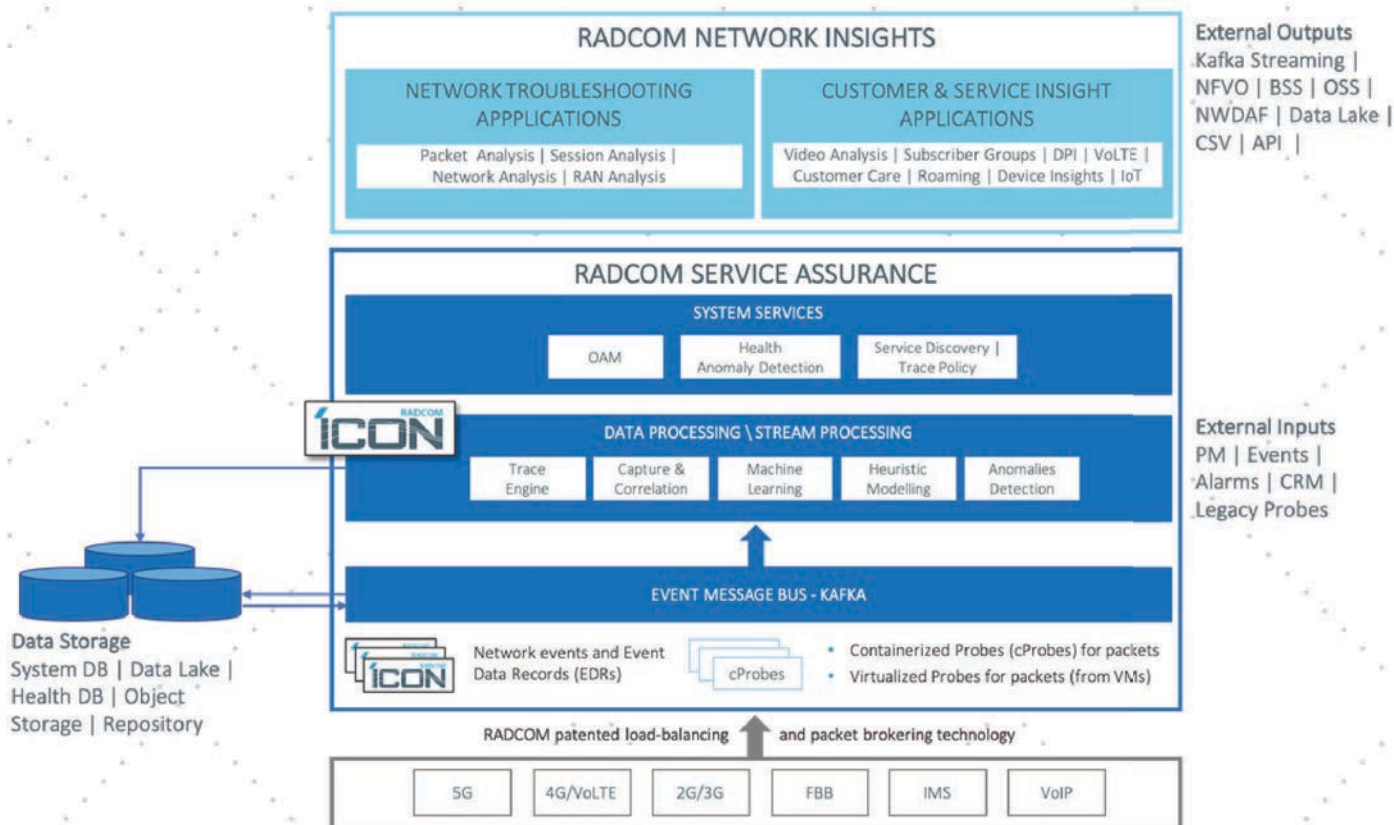 RADCOM NETWORK INSIGHTS
NETWORK TROUBLESHOOTING
APPPLICATIONS
Packet Analysis | Session Analysis |
Network Analysis | RAN Analysis
CUSTOMER & SERVICE INSIGHT
APPLICATIONS
Video Analysis | Subscriber Groups | DPI | VoLTE |
Customer Care | Roaming | Device Insights | IoT
External Outputs
Kafka Streaming |
NFVO | BSS | OSS |
NWDAF | Data Lake |
CSV | API |
RADCOM SERVICE ASSURANCE
SYSTEM SERVICES
OAM
Health
Anomaly Detection
Service Discovery |
Trace Policy
RADCOM
ICON
DATA PROCESSING \ STREAM PROCESSING
Trace
Engine
Capture &
Correlation
Machine
Learning
Heuristic
Modelling
Anomalies
Detection
External Inputs
PM | Events |
Alarms | CRM |
Legacy Probes
EVENT MESSAGE BUS - KAFKA
Data Storage
System DB | Data Lake |
Health DB | Object
Storage | Repository
RADCOM
ICON
Network events and Event
Data Records (EDRs)
cProbes
• Containerized Probes (cProbes) for packets
• Virtualized Probes for packets (from VMs)
RADCOM patented load-balancing and packet brokering technology
5G
4G/VoLTE
2G/3G
FBB
IMS
VoIP